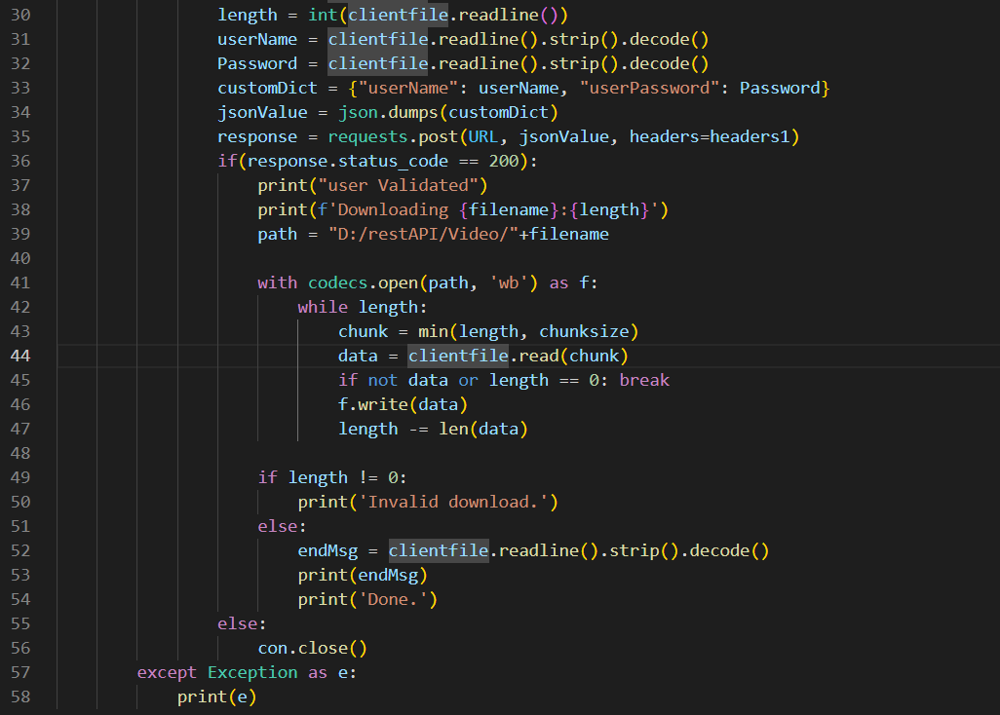 30 length = int(clientfile.readline())
31 userName = clientfile.readline().strip().decode()
32 Password = clientfile.readline().strip().decode()
33 customDict = {"userName": userName, "userPassword": Password}
34 jsonValue = json.dumps(customDict)
35 response = requests.post(URL, jsonValue, headers=headers1)
36 if(response.status_code == 200):
37 print("user Validated")
38 print(f'Downloading {filename}:{length}')
39 path = "D:/restAPI/Video/"+filename
40
41 with codecs.open(path, 'wb') as f:
42 while length:
43 chunk = min(length, chunksize)
44 data = clientfile.read(chunk)
45 if not data or length == 0: break
46 f.write(data)
47 length -= len(data)
48
49 if length != 0:
50 print('Invalid download.')
51 else:
52 endMsg = clientfile.readline().strip().decode()
53 print(endMsg)
54 print('Done.')
55 else:
56 con.close()
57 except Exception as e:
58 print(e)